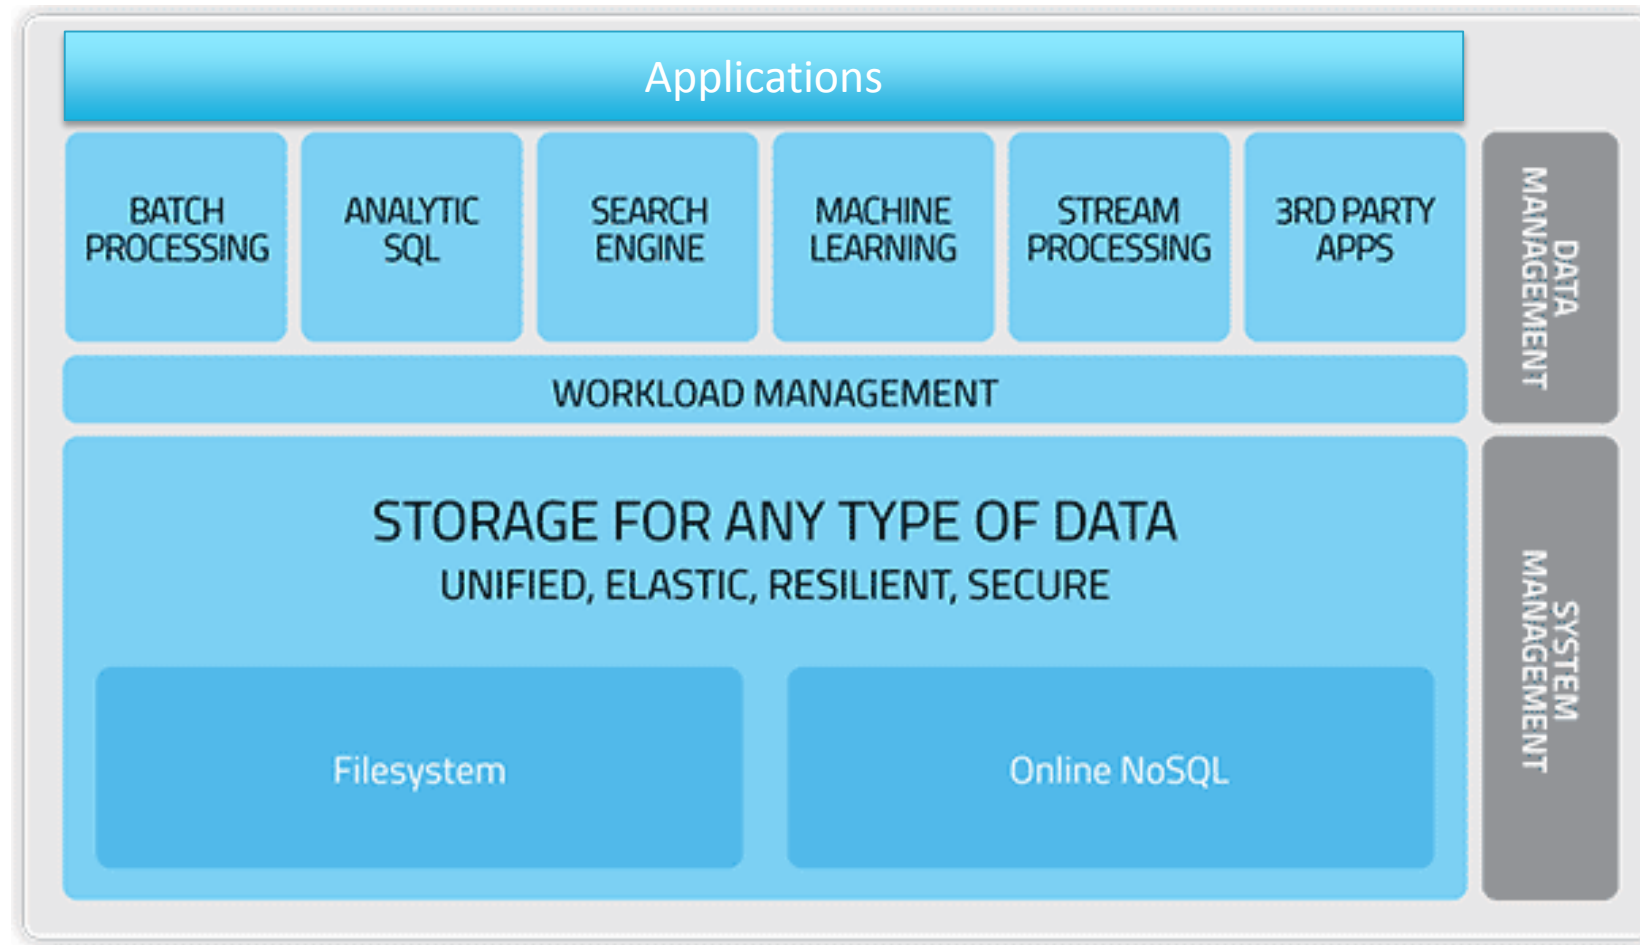 Applications
BATCH
PROCESSING
ANALYTIC
SQL
SEARCH
ENGINE
MACHINE
LEARNING
STREAM
PROCESSING
3RD PARTY
APPS
DATA
MANAGEMENT
WORKLOAD MANAGEMENT
STORAGE FOR ANY TYPE OF DATA
UNIFIED, ELASTIC, RESILIENT, SECURE
Filesystem
Online NoSQL
SYSTEM
MANAGEMENT